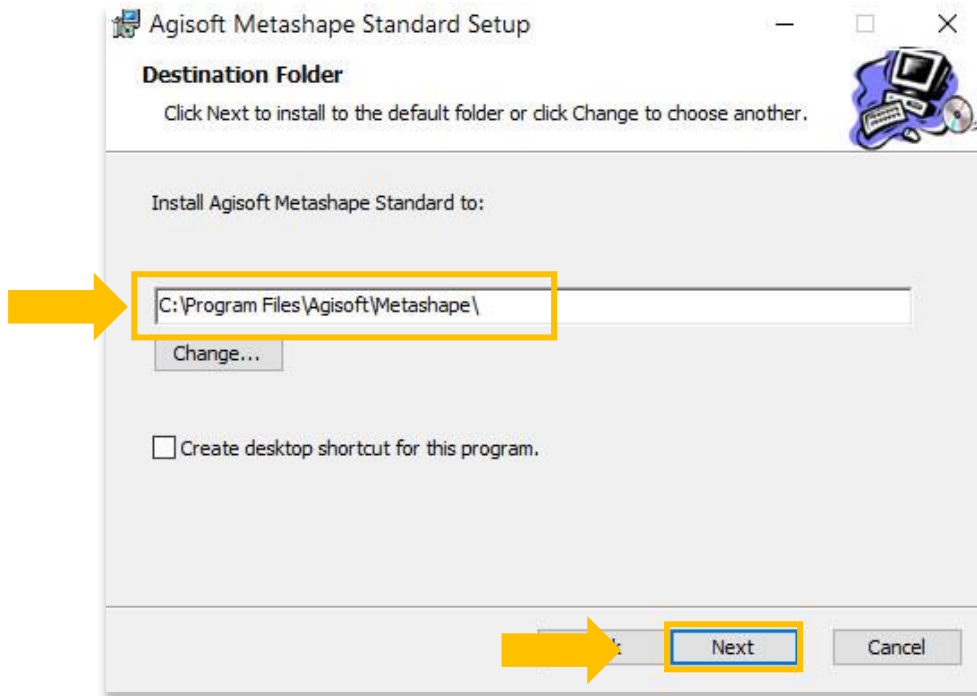 Agisoft Metashape Standard Setup
Destination Folder
Click Next to install to the default folder or click Change to choose another.
Install Agisoft Metashape Standard to:
C:\Program Files\Agisoft\Metashape\
Change...
Create desktop shortcut for this program.
Next Cancel